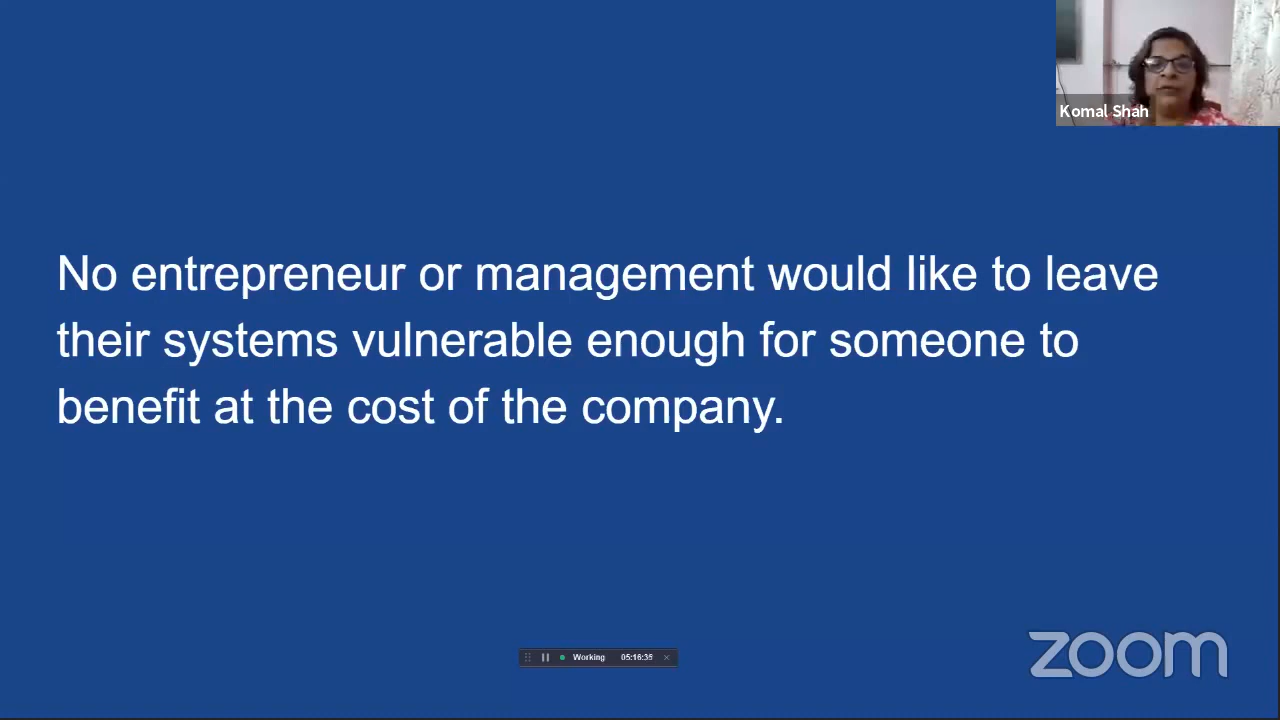 Komal Shah
No entrepreneur or management would like to leave
their systems vulnerable enough for someone to
benefit at the cost of the company.
Working 05:16:35
zoom